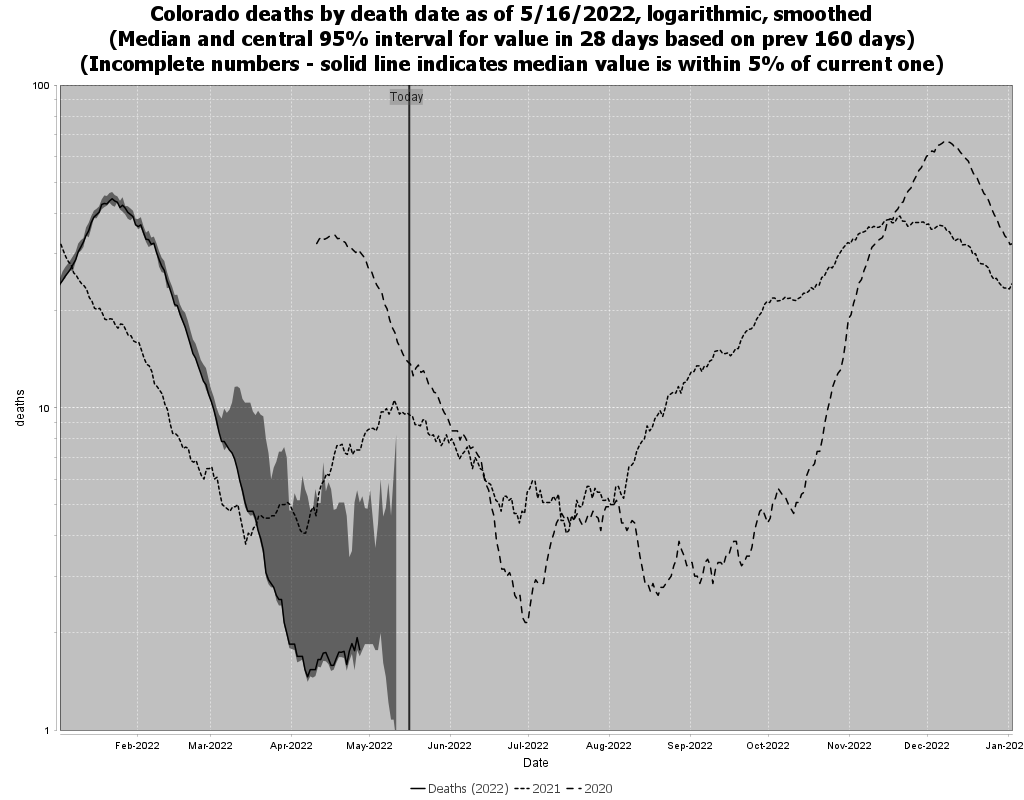 Colorado deaths by death date as of 5/16/2022, logarithmic, smoothed
(Median and central 95% interval for value in 28 days based on prev 160 days)
(Incomplete numbers - solid line indicates median value is within 5% of current one)
100
Today
deaths
10
1
Feb-2022 Mar-2022 Apr-2022 May-2022 Jun-2022 Jul-2022 Aug-2022 Sep-2022 Oct-2022 Nov-2022 Dec-2022 Jan-202
Date
Deaths (2022) 2021 2020